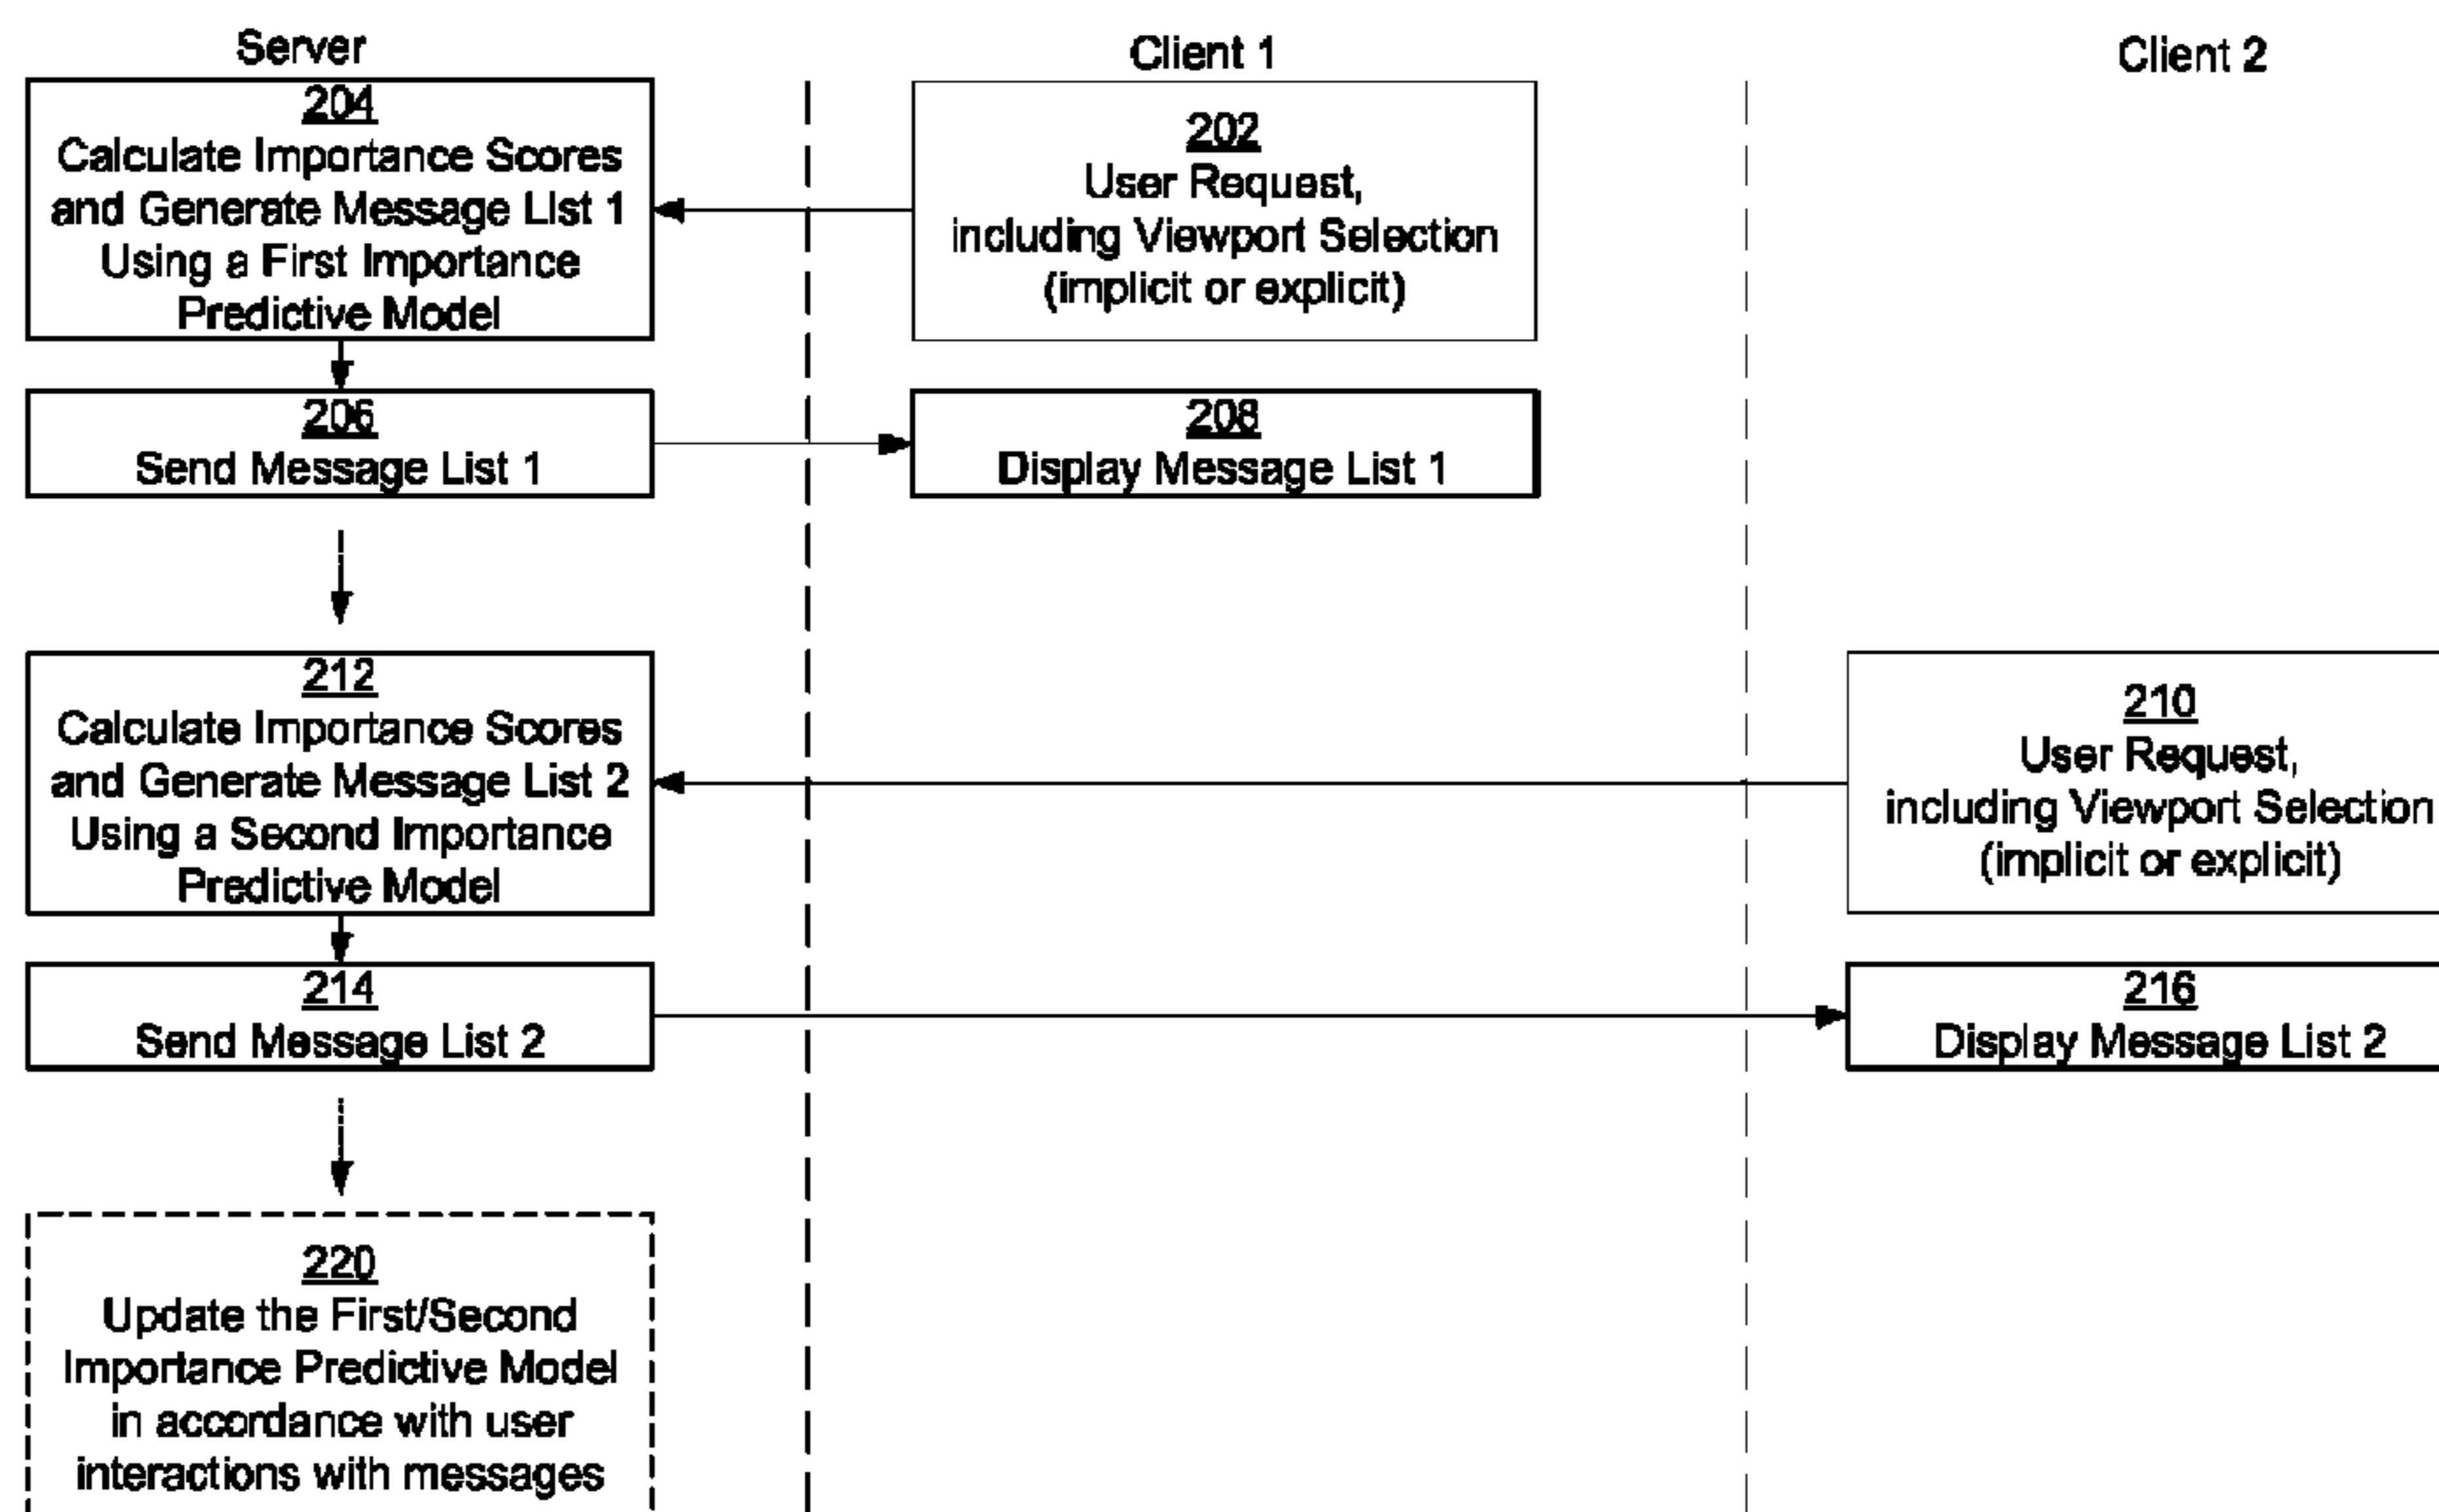 Server
Client 1
Client 2
204
Calculate Importance Scores
and Generate Message List 1
Using a First Importance
Predictive Model
202
User Request,
including Viewport Selection
(implicit or explicit)
206
Send Message List 1
208
Display Message List 1
212
Calculate Importance Scores
and Generate Message List 2
Using a Second Importance
Predictive Model
210
User Request,
including Viewport Selection
(implicit or explicit)
214
Send Message List 2
216
Display Message List 2
220
Update the First/Second
Importance Predictive Model
in accordance with user
interactions with messages